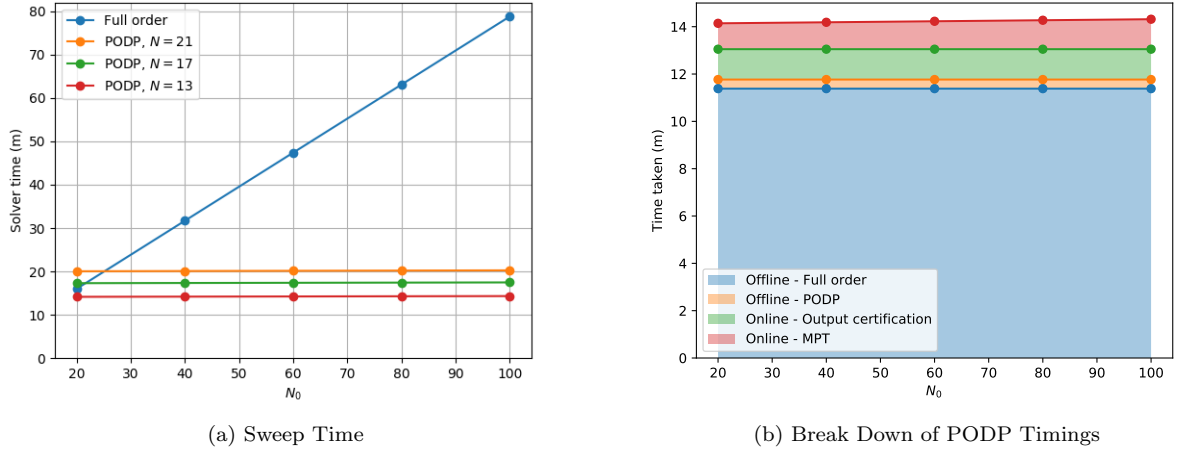 80
70
60
50
40
30
20
10
0
Solver time (m)
Full order
PODP, N = 21
PODP, N = 17
PODP, N = 13
20 30 40 50 60 70 80 90 100
N₀
(a) Sweep Time
14
12
10
8
6
4
2
0
Time taken (m)
Offline - Full order
Offline - PODP
Online - Output certification
Online - MPT
20 30 40 50 60 70 80 90 100
N₀
(b) Break Down of PODP Timings